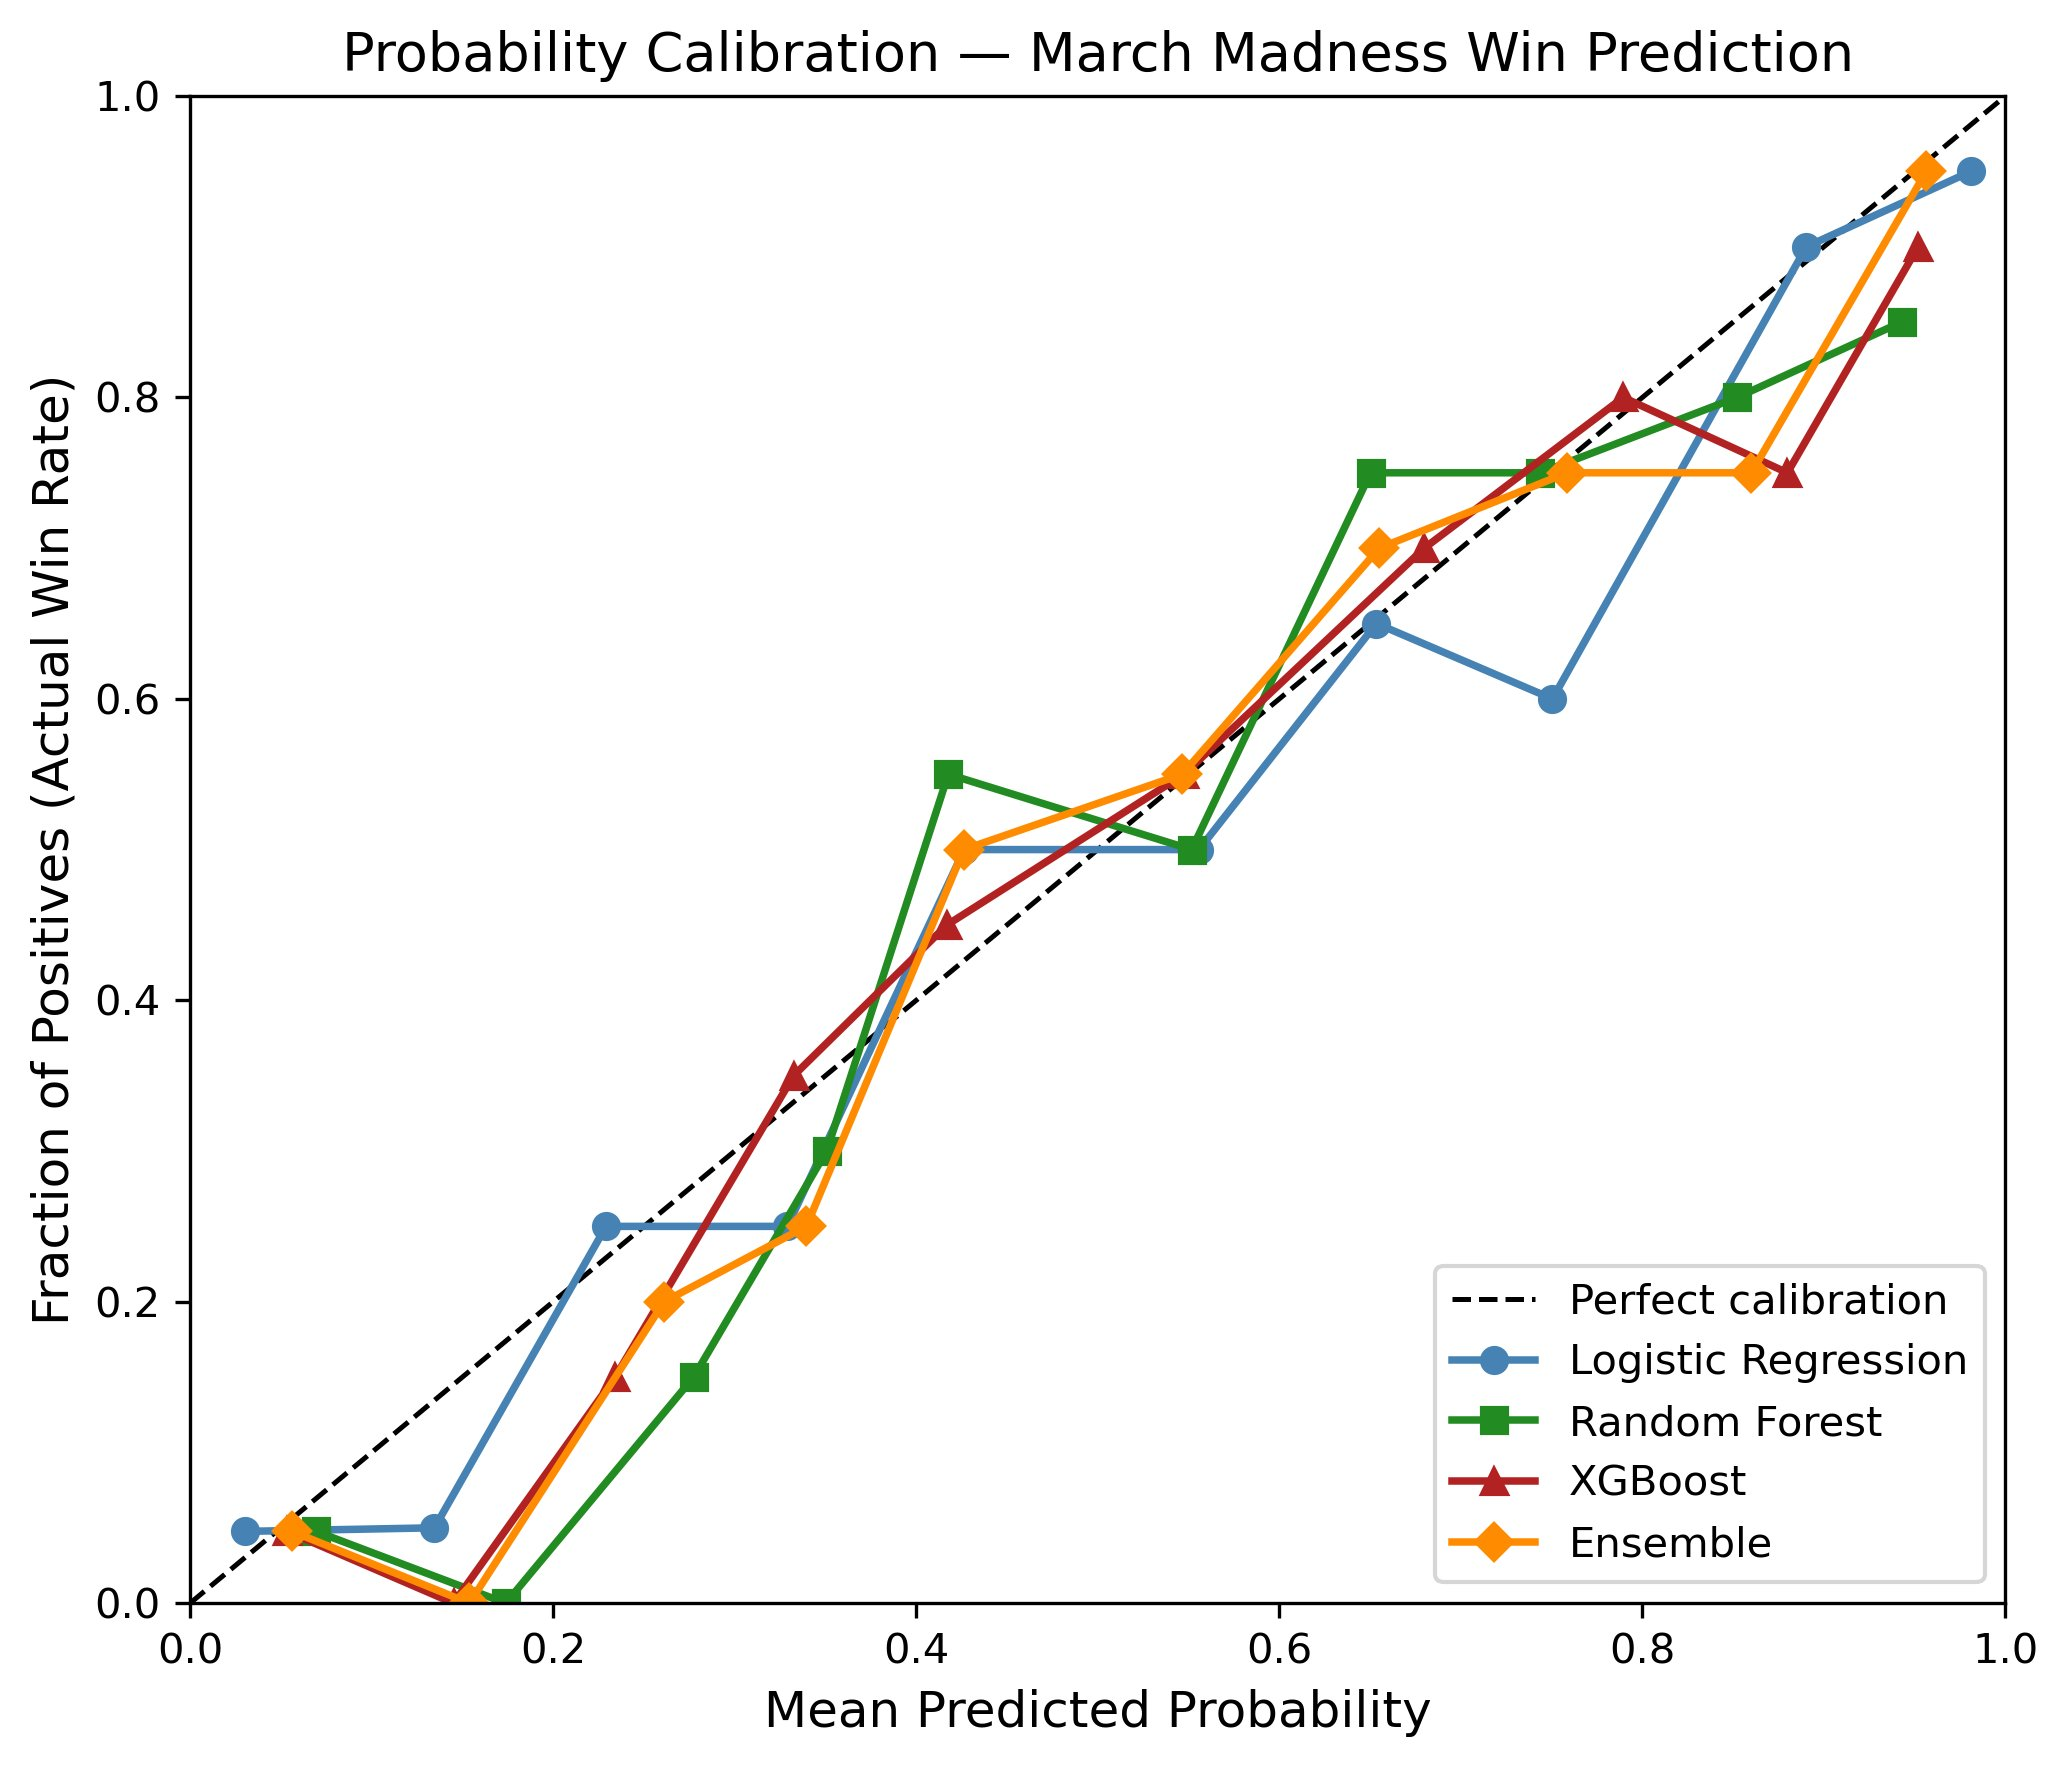 Probability Calibration — March Madness Win Prediction
Fraction of Positives (Actual Win Rate)
1.0
0.8
0.6
0.4
0.2
0.0
Perfect calibration
Logistic Regression
Random Forest
XGBoost
Ensemble
0.0 0.2 0.4 0.6 0.8 1.0
Mean Predicted Probability